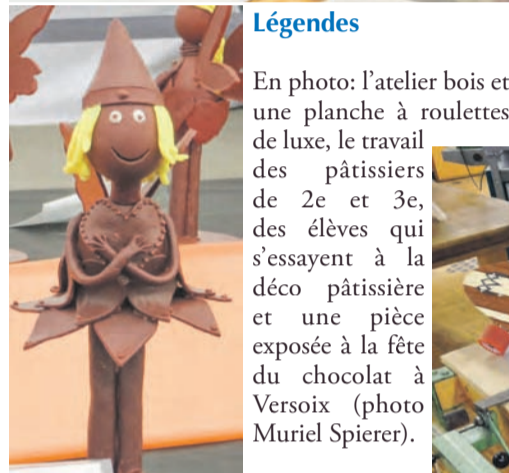 Légendes
En photo: l’atelier bois et
une planche à roulettes
de luxe, le travail
des pâtissiers
de 2e et 3e,
des élèves qui
s’essayent à la
déco pâtissière
et une pièce
exposée à la fête
du chocolat à
Versoix (photo
Muriel Spierer).